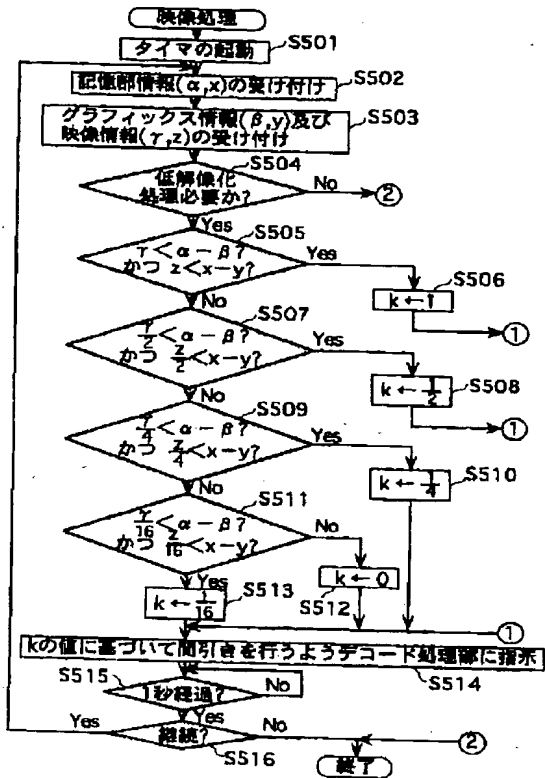 映像処理
タイマの起動 S501
記憶部情報(α,x)の受け付け S502
グラフィックス情報(β,y)及び
映像情報(γ,z)の受け付け S503
S504
低解像化
処理必要か?
No ②
Yes
S505
γ<α-β?
かつ z<x-y?
Yes
S506
k←1
①
No
S507
γ/2<α-β?
かつ z/2<x-y?
Yes
k←1/2 S508
①
No
S509
γ/4<α-β?
かつ z/4<x-y?
Yes
k←1/4 S510
No
S511
γ/16<α-β?
かつ z/16<x-y?
No
k←0
S512
Yes
k←1/16 S513
①
kの値に基づいて間引きを行うようデコード処理部に指示
S514
S515
1秒経過?
No
Yes
継続?
Yes
No
②
S516
終了